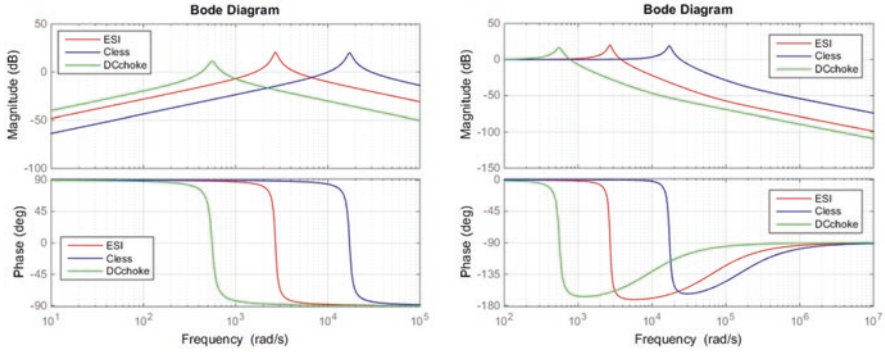 Bode Diagram
50
0
-50
-100
Magnitude (dB)
ESI
Cless
DCchoke
90
45
0
-45
-90
Phase (deg)
ESI
Cless
DCchoke
10^1
10^2
10^3
10^4
10^5
Frequency (rad/s)
Bode Diagram
50
0
-50
-100
-150
Magnitude (dB)
ESI
Cless
DCchoke
0
-45
-90
-135
-180
Phase (deg)
ESI
Cless
DCchoke
10^2
10^3
10^4
10^5
10^6
10^7
Frequency (rad/s)